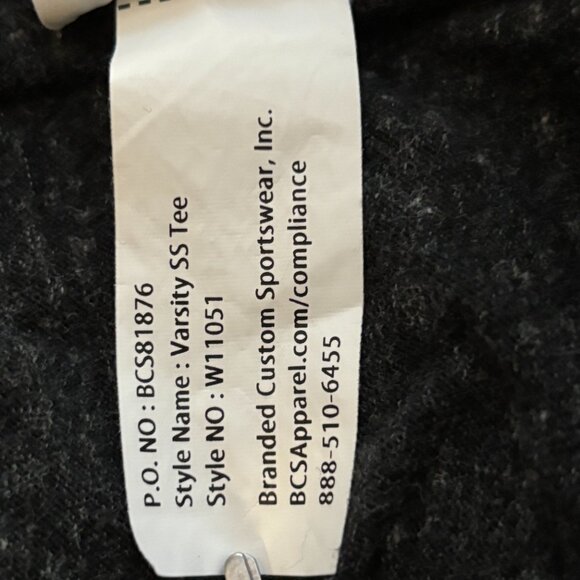 P.O. NO : BCS81876
Style Name : Varsity SS Tee
Style NO : W11051
Branded Custom Sportswear, Inc.
BCSApparel.com/compliance
888-510-6455